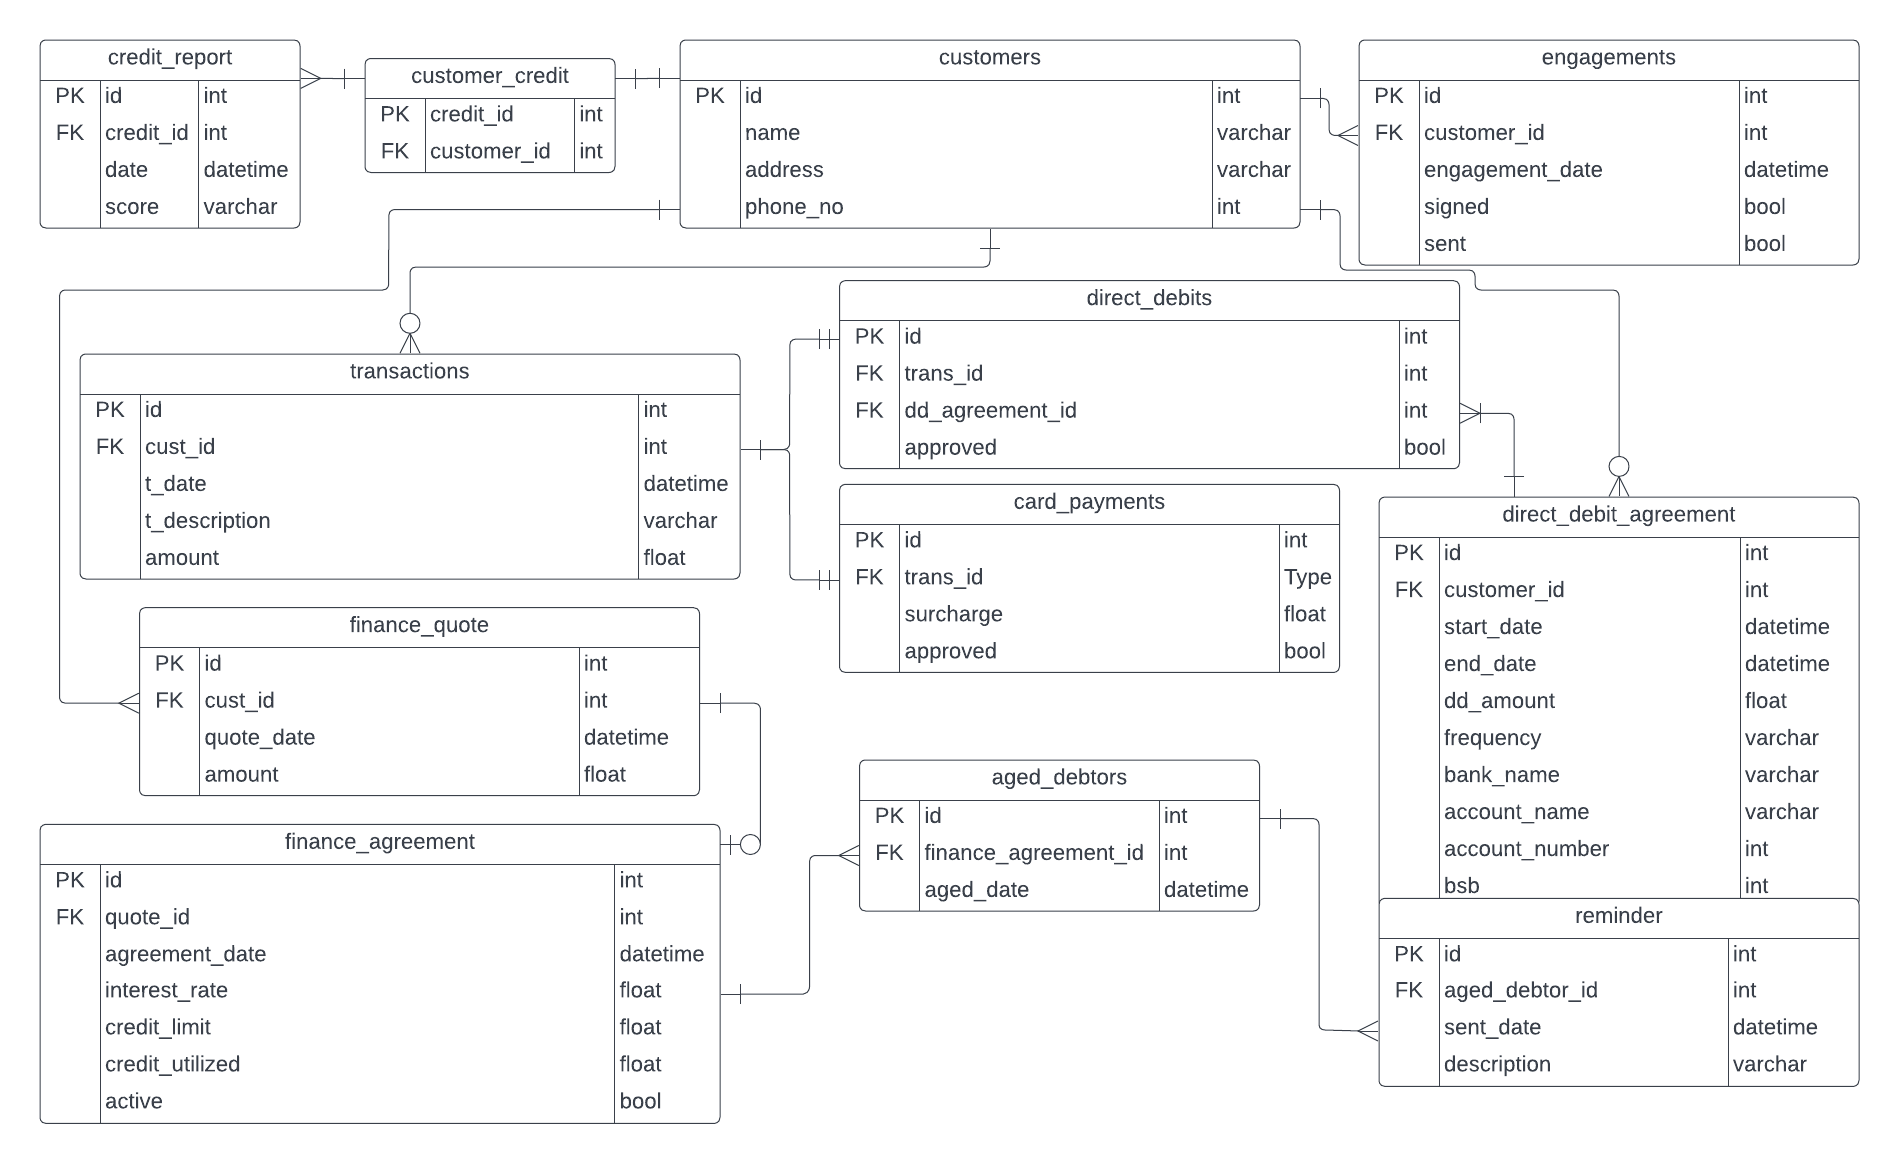 credit_report
PK id int
FK credit_id int
date datetime
score varchar
customer_credit
PK credit_id int
FK customer_id int
customers
PK id int
name varchar
address varchar
phone_no int
engagements
PK id int
FK customer_id int
engagement_date datetime
signed bool
sent bool
direct_debits
PK id int
FK trans_id int
FK dd_agreement_id int
approved bool
transactions
PK id int
FK cust_id int
t_date datetime
t_description varchar
amount float
card_payments
PK id int
FK trans_id Type
surcharge float
approved bool
direct_debit_agreement
PK id int
FK customer_id int
start_date datetime
end_date datetime
dd_amount float
frequency varchar
bank_name varchar
account_name varchar
account_number int
bsb int
finance_quote
PK id int
FK cust_id int
quote_date datetime
amount float
aged_debtors
PK id int
FK finance_agreement_id int
aged_date datetime
finance_agreement
PK id int
FK quote_id int
agreement_date datetime
interest_rate float
credit_limit float
credit_utilized float
active bool
reminder
PK id int
FK aged_debtor_id int
sent_date datetime
description varchar